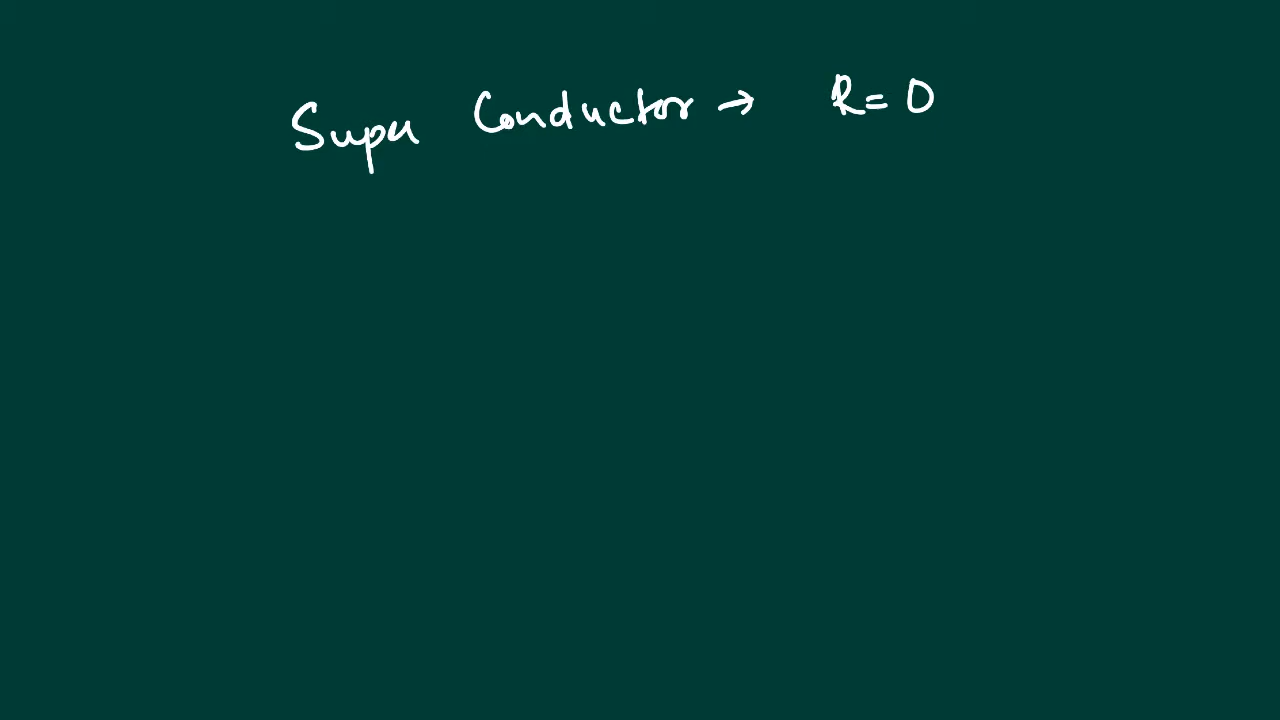 Super Conductor → R = 0